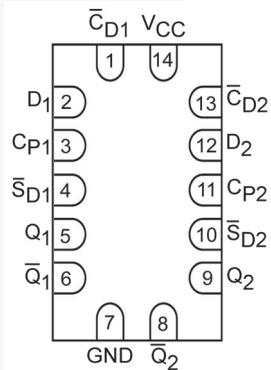 C̅D1 VCC
1 14
D1 2 13 C̅D2
CP1 3 12 D2
S̅D1 4 11 CP2
Q1 5 10 S̅D2
Q̅1 6 9 Q2
7 8
GND Q̅2